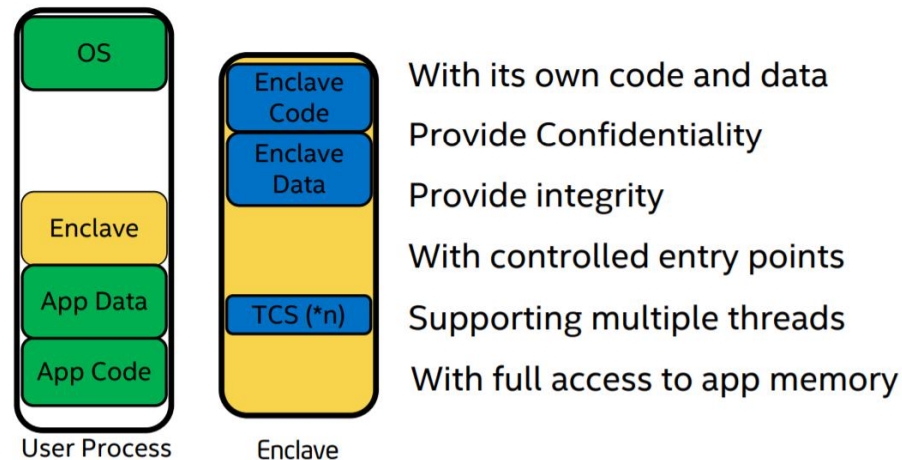 OS
Enclave
App Data
App Code
User Process
Enclave
Code
Enclave
Data
TCS (*n)
Enclave
With its own code and data
Provide Confidentiality
Provide integrity
With controlled entry points
Supporting multiple threads
With full access to app memory